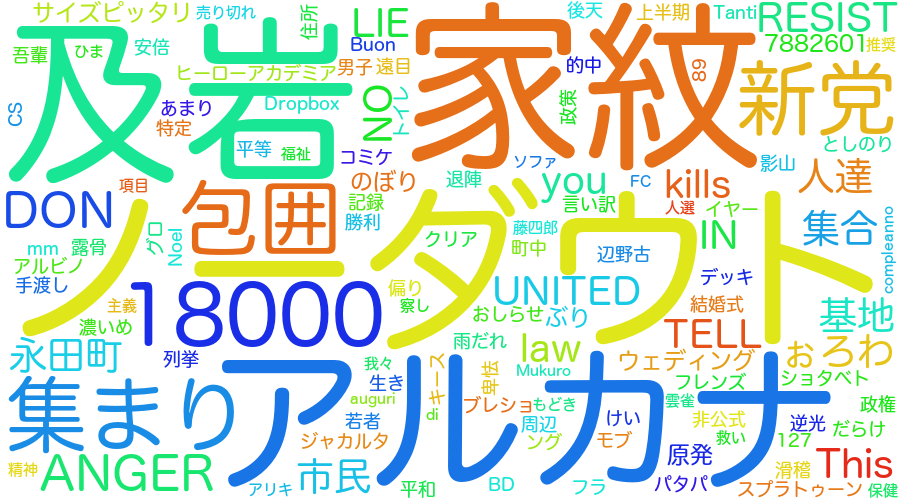 サイズピッタリ
売り切れ
住所
LIE
NO
後天
上半期
Tanti
RESIST
吾輩
ひま
安倍
Buon
7882601
推奨
ヒーローアカデミア
男子
遠目
的中
89
及
岩
家紋
新党
CS
あまり
Dropbox
トイレ
政策
特定
平等
福祉
コミケ
ソファ
としのり
影山
項目
のぼり
退陣
you
FC
kills
人達
DON
包囲
記録
言い訳
人選
イヤー
勝利
藤四郎
IN
集合
ノーダウト
グロ
Noel
クリア
町中
辺野古
compleanno
mm
露骨
アルビノ
手渡し
デッキ
18000
偏り
察し
UNITED
結婚式
主義
濃いめ
おしらせ
ぶり
基地
永田町
列挙
雨だれ
law
TELL
ぉろわ
我々
キース
卑怯
Mukuro
ウェディング
集まり
アルカナ
生き
auguri
di
ブレショ
もどき
フレンズ
ショタベト
雲雀
政権
若者
周辺
けい
非公式
逆光
だらけ
ジャカルタ
ング
モブ
救い
127
ANGER
市民
原発
This
精神
滑稽
アリキ
平和
BD
フラ
パタパ
スプラトゥーン
保健